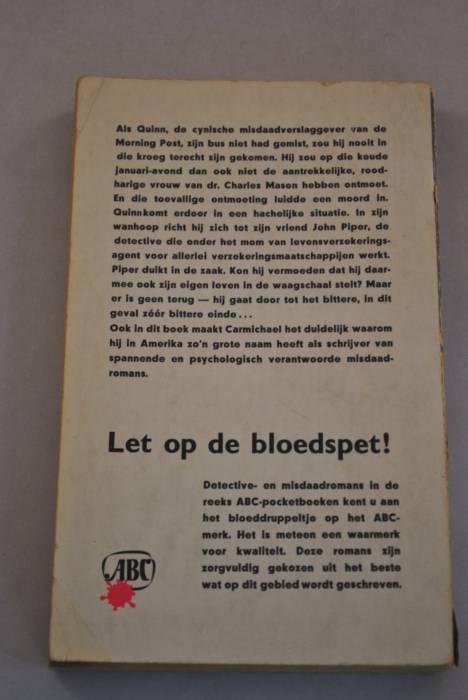 Als Quinn, de cynische misdaadverslaggever van de
Morning Post, zijn bus niet had gemist, zou hij nooit in
die kroeg terecht zijn gekomen. Hij zou op die koude
januari-avond dan ook niet de aantrekkelijke, rood-
harige vrouw van dr. Charles Mason hebben ontmoet.
En die toevallige ontmoeting luidde een moord in.
Quinnkomt erdoor in een hachelijke situatie. In zijn
wanhoop richt hij zich tot zijn vriend John Piper, de
detective die onder het mom van levensverzekerings-
agent voor allerlei verzekeringsmaatschappijen werkt.
Piper duikt in de zaak. Kon hij vermoeden dat hij daar-
mee ook zijn eigen leven in de waagschaal stelt? Maar
er is geen terug — hij gaat door tot het bittere, in dit
geval zéér bittere einde...
Ook in dit boek maakt Carmichael het duidelijk waarom
hij in Amerika zo'n grote naam heeft als schrijver van
spannende en psychologisch verantwoorde misdaad-
romans.
Let op de bloedspet!
Detective- en misdaadromans in de
reeks ABC-pocketboeken kent u aan
het bloeddruppeltje op het ABC-
merk. Het is meteen een waarmerk
voor kwaliteit. Deze romans zijn
zorgvuldig gekozen uit het beste
wat op dit gebied wordt geschreven.
ABC